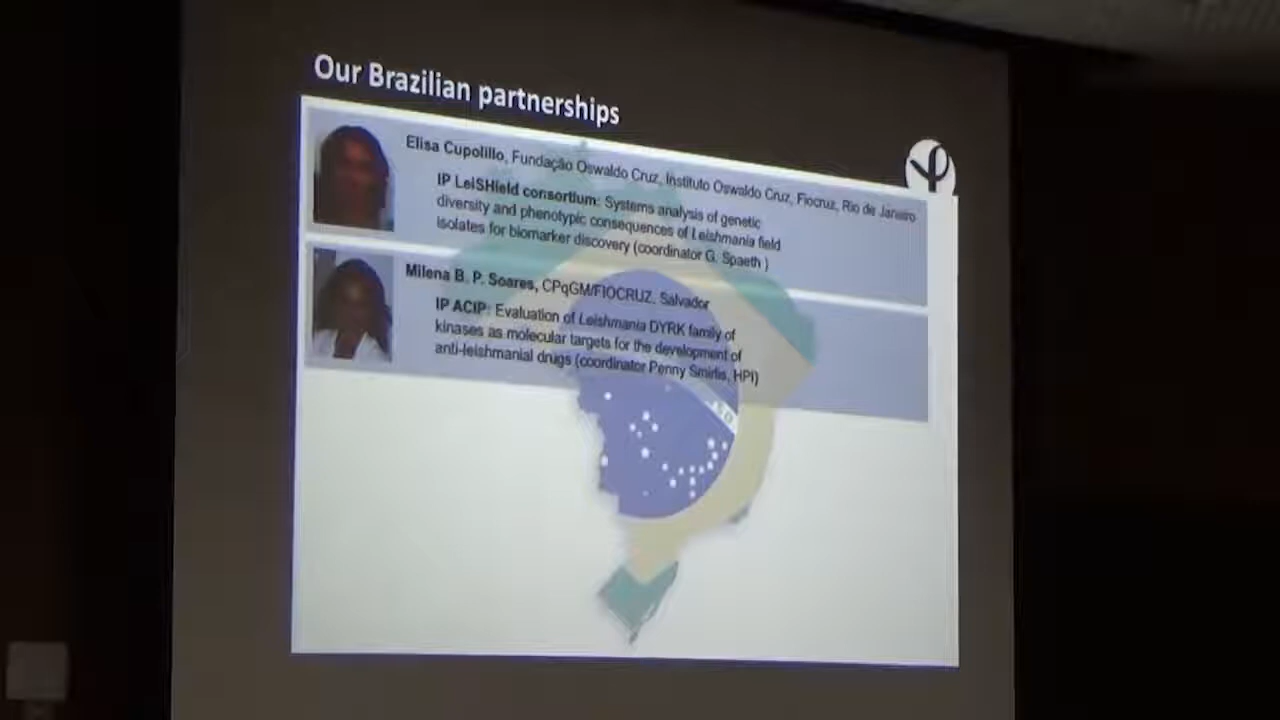 Our Brazilian partnerships
Elisa Cupolillo, Fundação Oswaldo Cruz, Instituto Oswaldo Cruz, Fiocruz, Rio de Janeiro
IP LeiSHield consortium: Systems analysis of genetic
diversity and phenotypic consequences of Leishmania field
isolates for biomarker discovery (coordinator G. Spaeth )
Milena B. P. Soares, CPqGM/FIOCRUZ, Salvador
IP ACIP: Evaluation of Leishmania DYRK family of
kinases as molecular targets for the development of
anti-leishmanial drugs (coordinator Penny Smirlis, HPI)